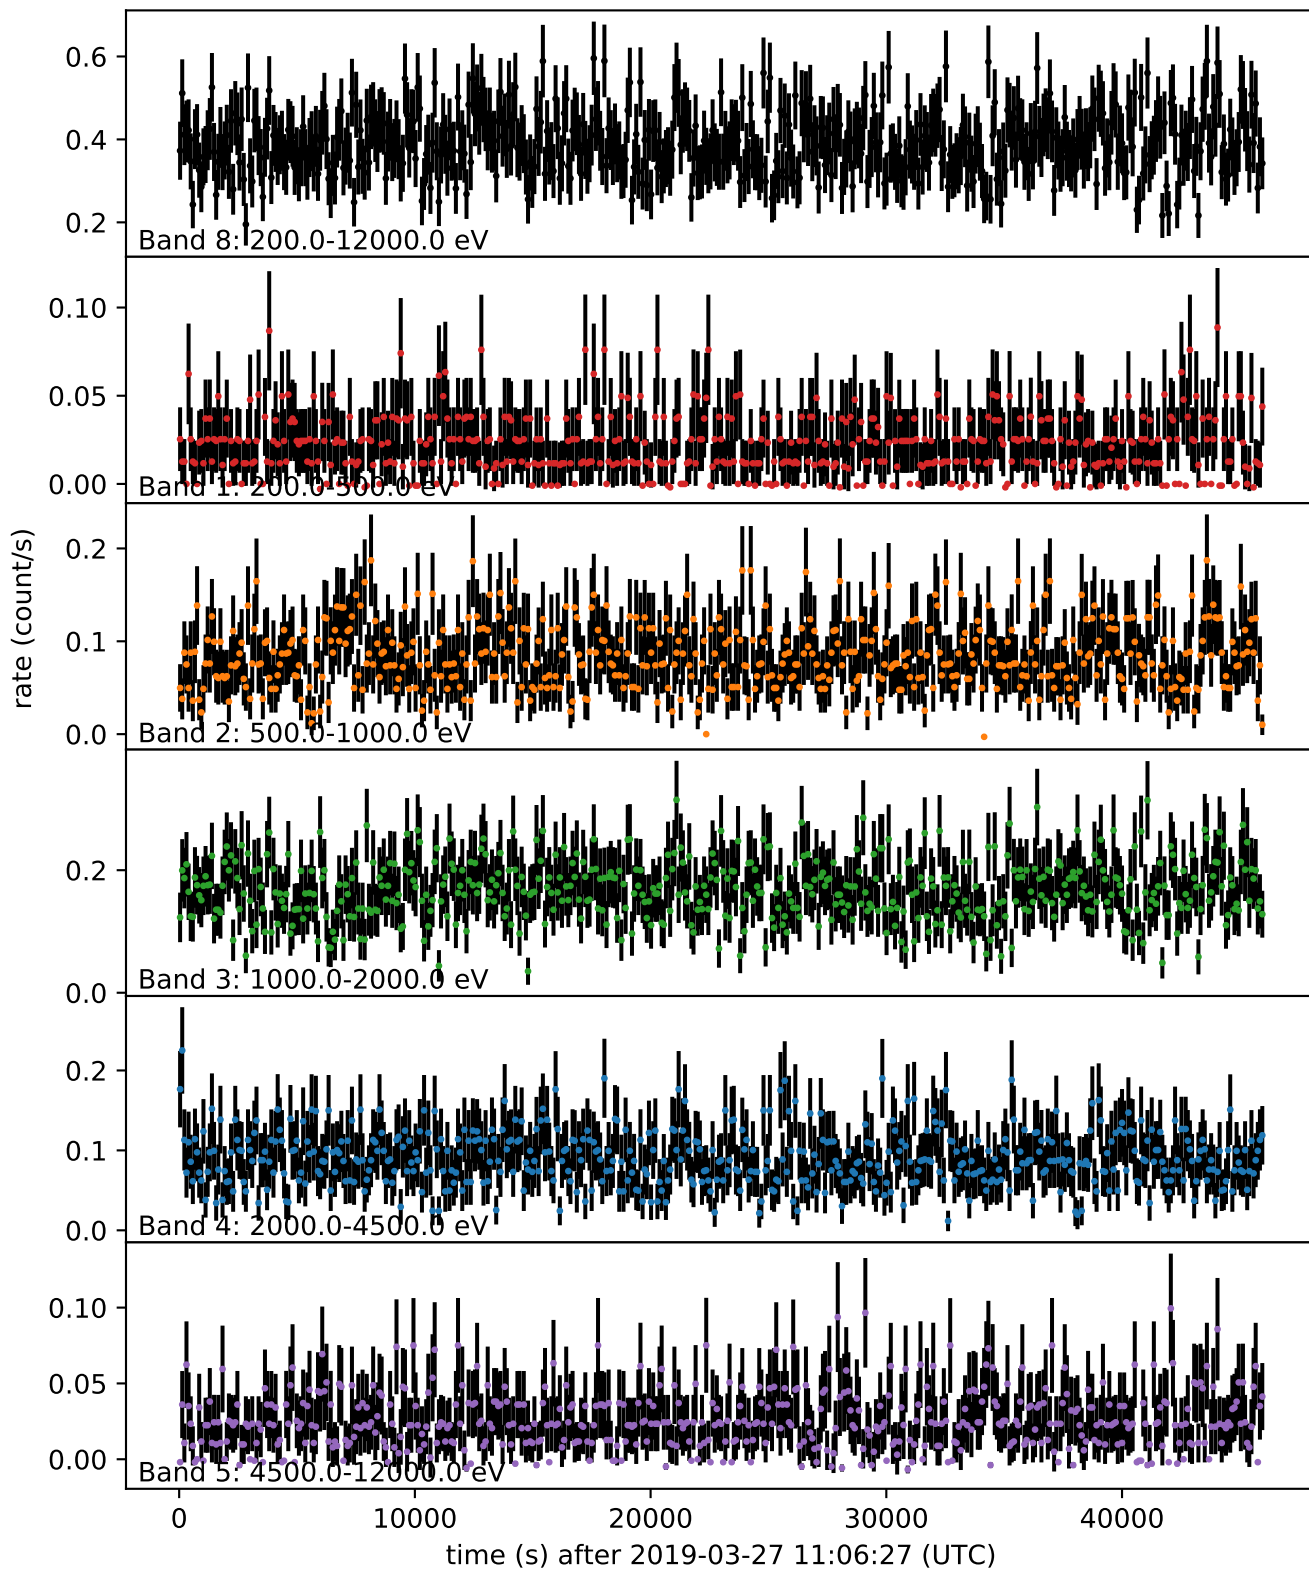 0.6
0.4
0.2
Band 8: 200.0-12000.0 eV
0.10
0.05
0.00
Band 1: 200.0-500.0 eV
rate (count/s)
0.2
0.1
0.0
Band 2: 500.0-1000.0 eV
0.2
0.0
Band 3: 1000.0-2000.0 eV
0.2
0.1
0.0
Band 4: 2000.0-4500.0 eV
0.10
0.05
0.00
Band 5: 4500.0-12000.0 eV
0 10000 20000 30000 40000
time (s) after 2019-03-27 11:06:27 (UTC)